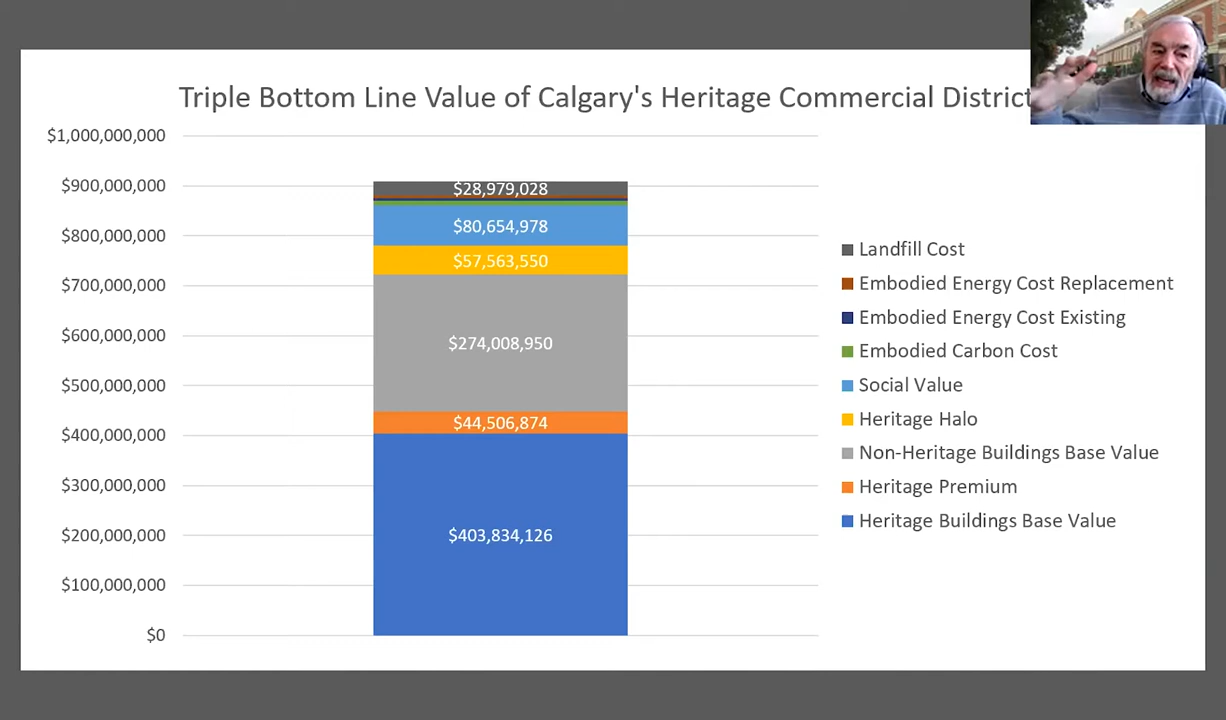 Triple Bottom Line Value of Calgary's Heritage Commercial District
$1,000,000,000
$900,000,000
$800,000,000
$700,000,000
$600,000,000
$500,000,000
$400,000,000
$300,000,000
$200,000,000
$100,000,000
$0
$28,979,028
$80,654,978
$57,563,550
$274,008,950
$44,506,874
$403,834,126
Landfill Cost
Embodied Energy Cost Replacement
Embodied Energy Cost Existing
Embodied Carbon Cost
Social Value
Heritage Halo
Non-Heritage Buildings Base Value
Heritage Premium
Heritage Buildings Base Value